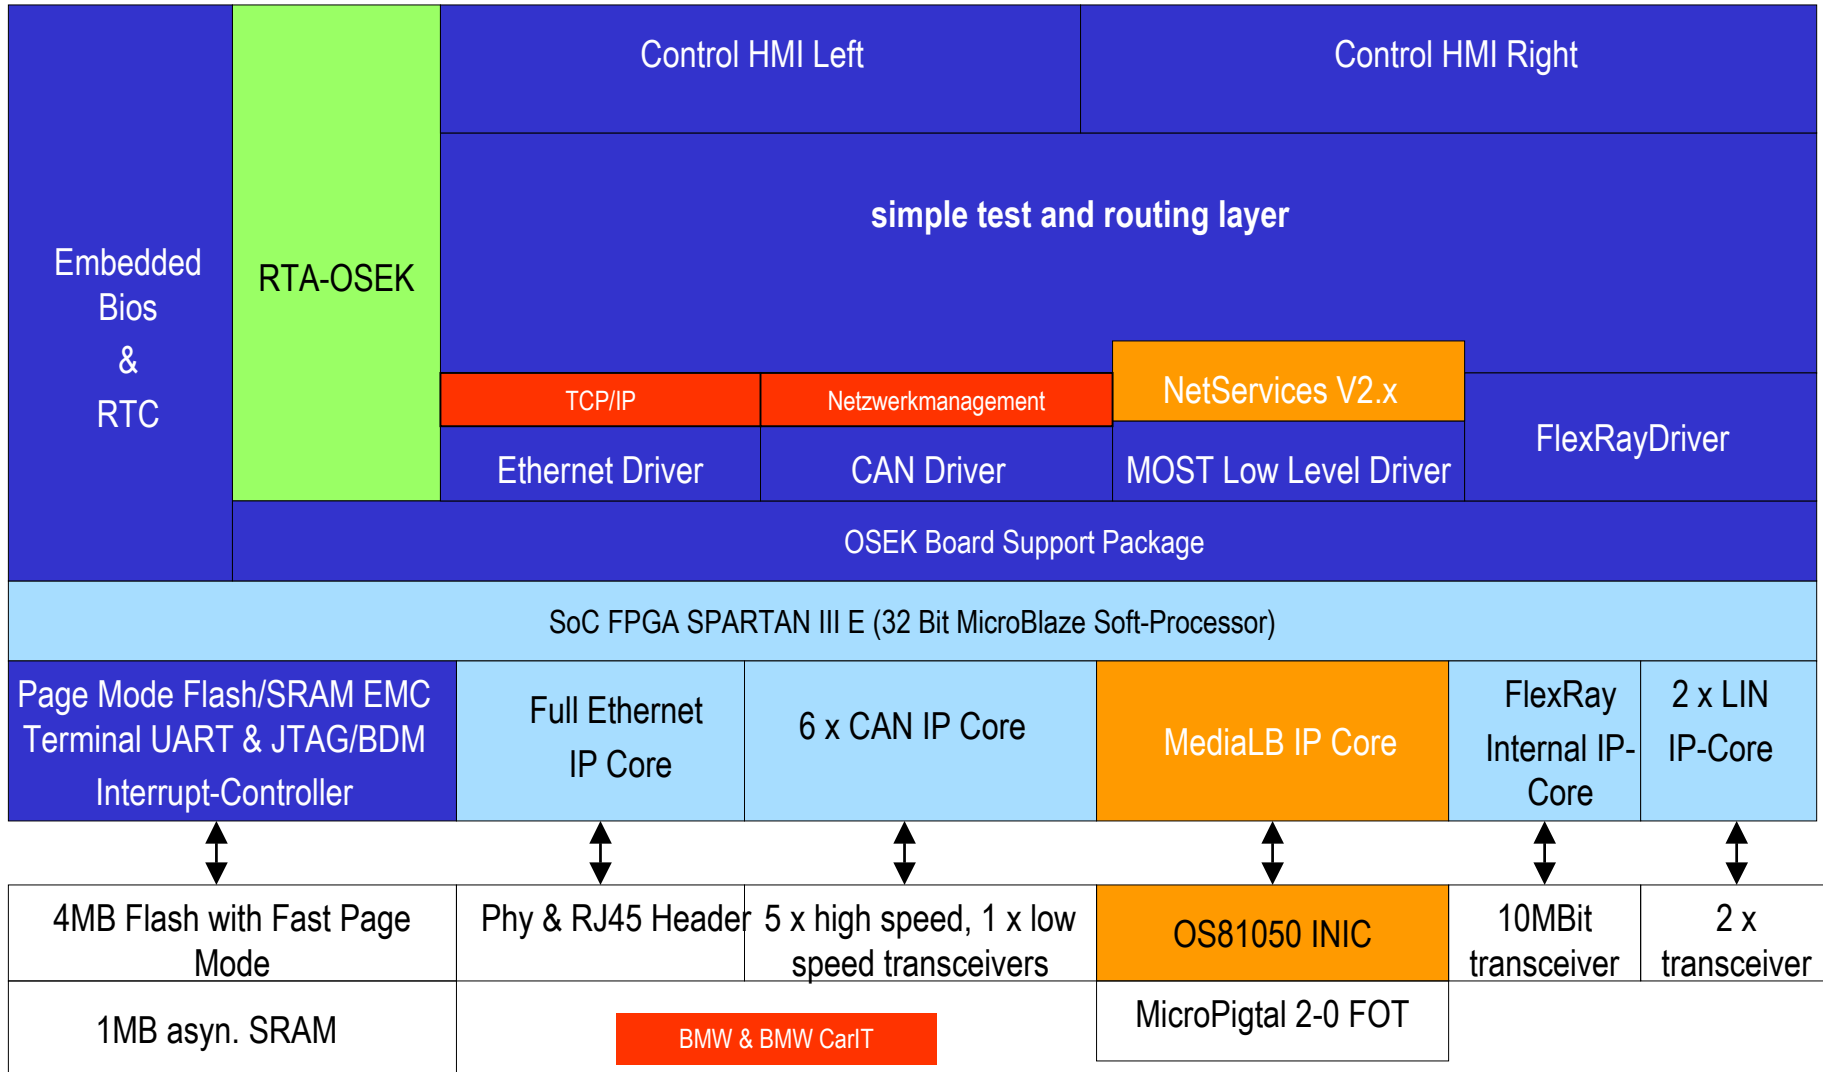 Control HMI Left
Control HMI Right
simple test and routing layer
Embedded
Bios
&
RTC
RTA-OSEK
TCP/IP
Netzwerkmanagement
NetServices V2.x
FlexRayDriver
Ethernet Driver
CAN Driver
MOST Low Level Driver
OSEK Board Support Package
SoC FPGA SPARTAN III E (32 Bit MicroBlaze Soft-Processor)
Page Mode Flash/SRAM EMC
Terminal UART & JTAG/BDM
Interrupt-Controller
Full Ethernet
IP Core
6 x CAN IP Core
MediaLB IP Core
FlexRay
Internal IP-
Core
2 x LIN
IP-Core
4MB Flash with Fast Page
Mode
Phy & RJ45 Header
5 x high speed, 1 x low
speed transceivers
OS81050 INIC
10MBit
transceiver
2 x
transceiver
1MB asyn. SRAM
BMW & BMW CarIT
MicroPigtal 2-0 FOT